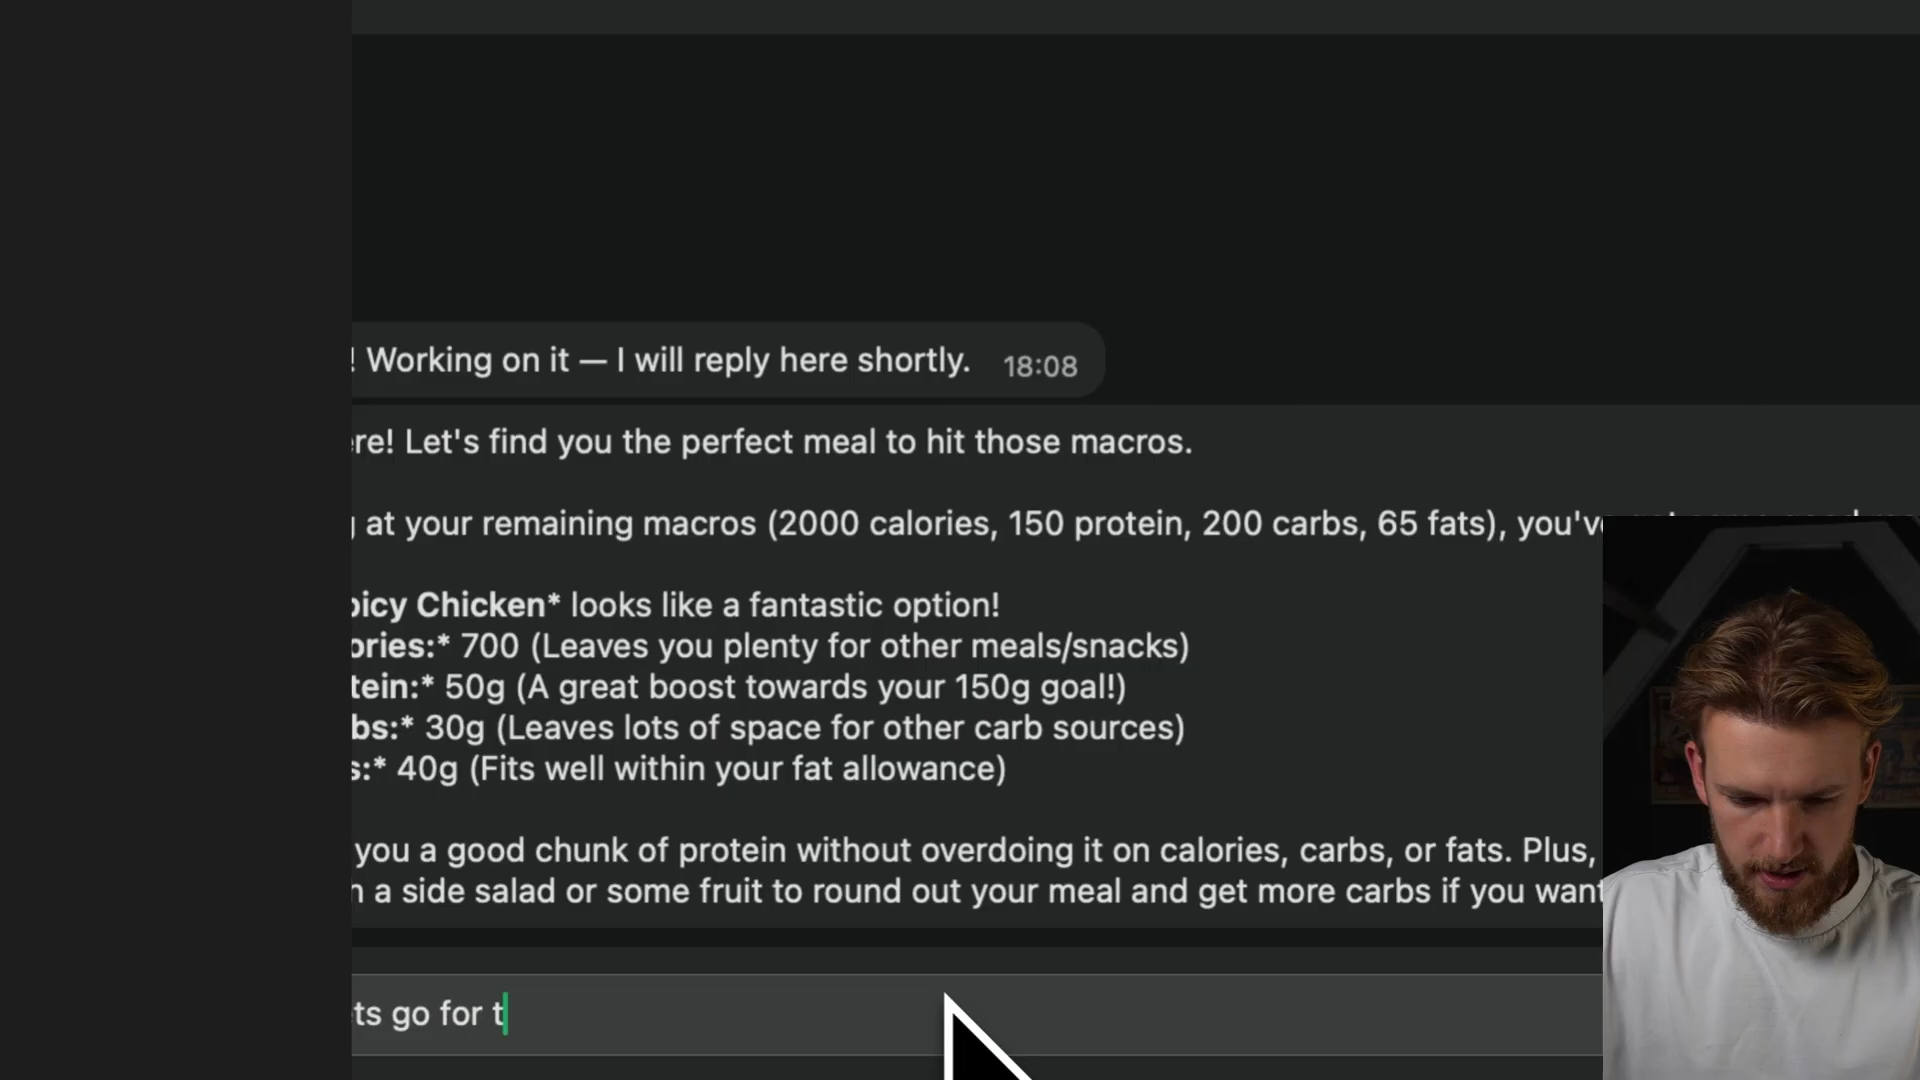 ! Working on it — I will reply here shortly. 18:08
re! Let's find you the perfect meal to hit those macros.
at your remaining macros (2000 calories, 150 protein, 200 carbs, 65 fats), you'v
picy Chicken* looks like a fantastic option!
ories:* 700 (Leaves you plenty for other meals/snacks)
tein:* 50g (A great boost towards your 150g goal!)
bs:* 30g (Leaves lots of space for other carb sources)
s:* 40g (Fits well within your fat allowance)
you a good chunk of protein without overdoing it on calories, carbs, or fats. Plus,
a side salad or some fruit to round out your meal and get more carbs if you want
ts go for t